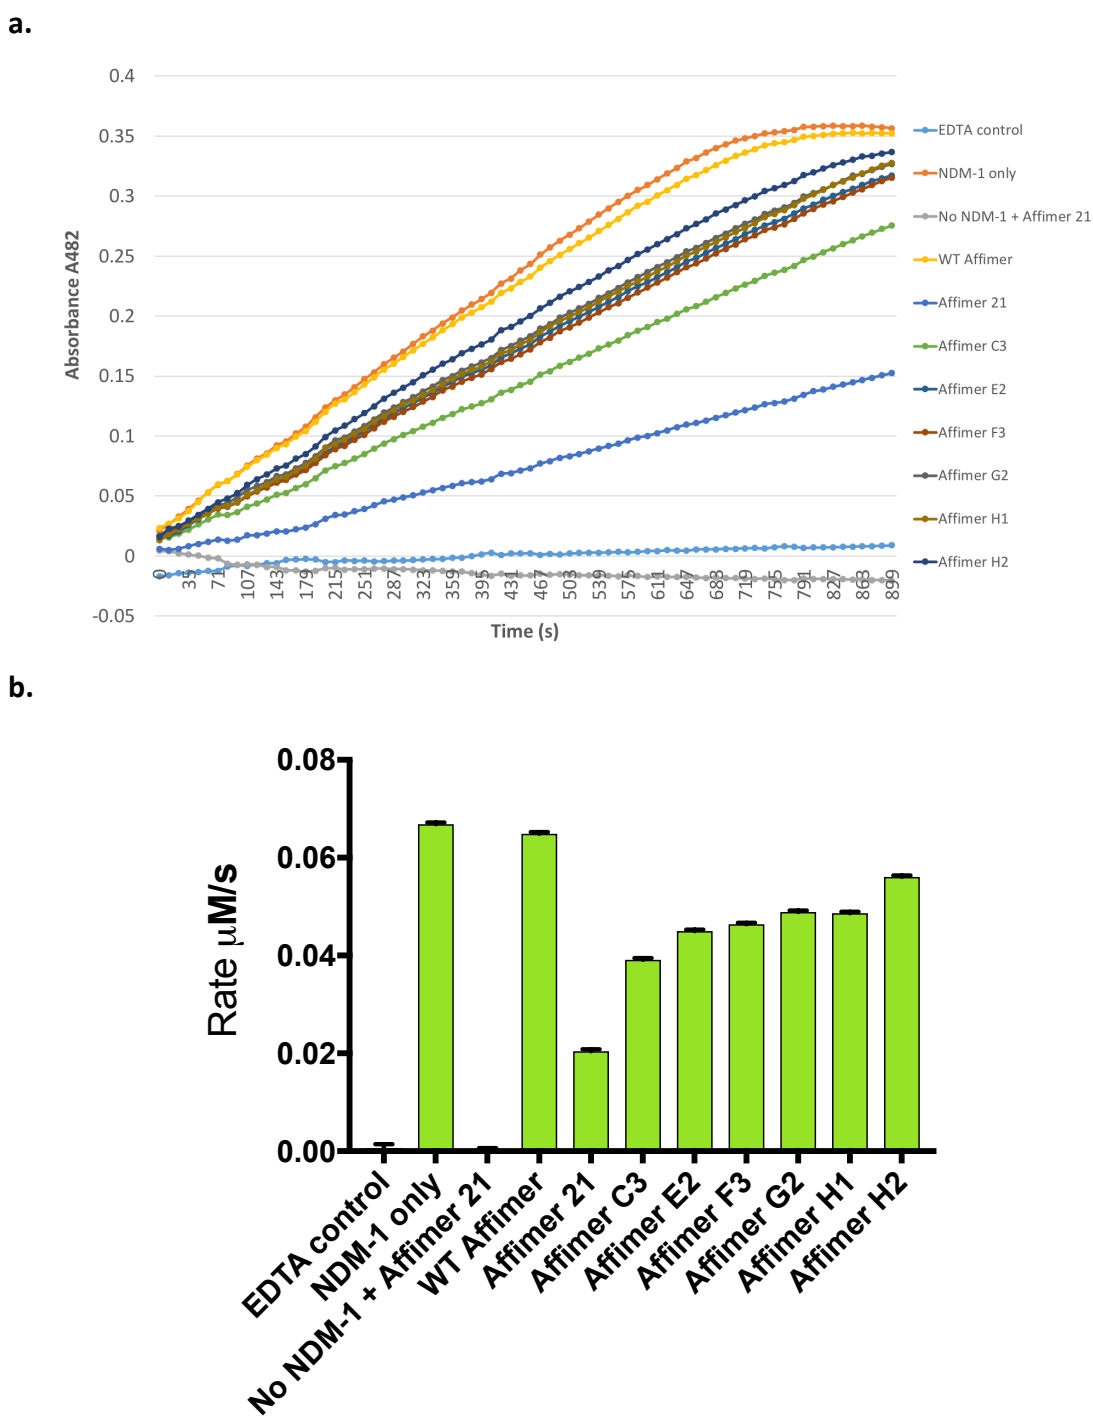 a.
0.4
0.35
0.3
0.25
0.2
0.15
0.1
0.05
0
-0.05
Absorbance A482
0 35 71 107 143 179 215 251 287 323 359 395 431 467 503 539 575 611 647 683 719 755 791 827 863 899
Time (s)
EDTA control
NDM-1 only
No NDM-1 + Affimer 21
WT Affimer
Affimer 21
Affimer C3
Affimer E2
Affimer F3
Affimer G2
Affimer H1
Affimer H2
b.
0.08
0.06
0.04
0.02
0.00
Rate μM/s
EDTA control
NDM-1 only
No NDM-1 + Affimer 21
WT Affimer
Affimer 21
Affimer C3
Affimer E2
Affimer F3
Affimer G2
Affimer H1
Affimer H2